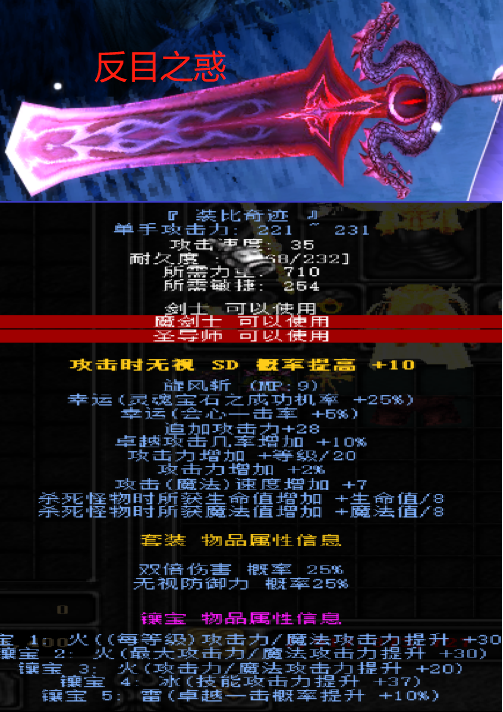 反目之惑
『 装比奇迹 』
单手攻击力: 221 ~ 231
攻击速度: 35
耐久度 : 68/232]
所需力量: 710
所需敏捷: 254
剑士 可以使用
魔剑士 可以使用
圣导师 可以使用
攻击时无视 SD 概率提高 +10
旋风斩 (MP:9)
幸运(灵魂宝石之成功机率 +25%)
幸运(会心一击率 +5%)
追加攻击力+28
卓越攻击几率增加 +10%
攻击力增加 +等级/20
攻击力增加 +2%
攻击(魔法)速度增加 +7
杀死怪物时所获生命值增加 +生命值/8
杀死怪物时所获魔法值增加 +魔法值/8
套装 物品属性信息
双倍伤害 概率 25%
无视防御力 概率25%
镶宝 物品属性信息
宝 1: 火((每等级)攻击力/魔法攻击力提升 +30
镶宝 2: 火(最大攻击力/魔法攻击力提升 +30)
镶宝 3: 火(攻击力/魔法攻击力提升 +20)
镶宝 4: 冰(技能攻击力提升 +37)
镶宝 5: 雷(卓越一击概率提升 +10%)